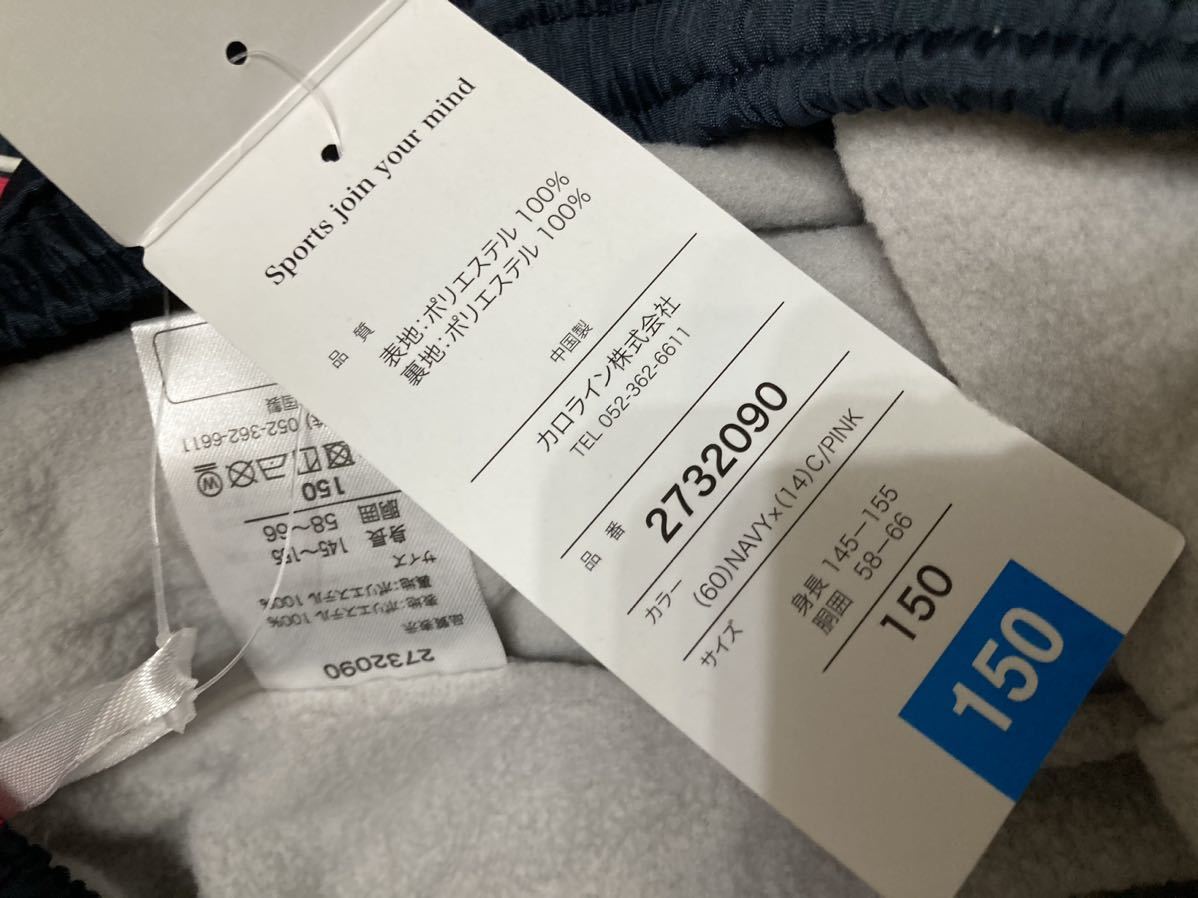 Sports join your mind
品 質
表地:ポリエステル 100%
裏地:ポリエステル 100%
中国製
カロライン株式会社
TEL 052-362-6611
品 番
2732090
カラー
(60)NAVY×(14)C/PINK
サイズ
身長 145−155
胴囲 58−66
150
150
2732090
品質表示
表地:ポリエステル 100%
裏地:ポリエステル 100%
サイズ
身長 145〜155
胴囲 58〜66
150
W
052-362-6611
国製